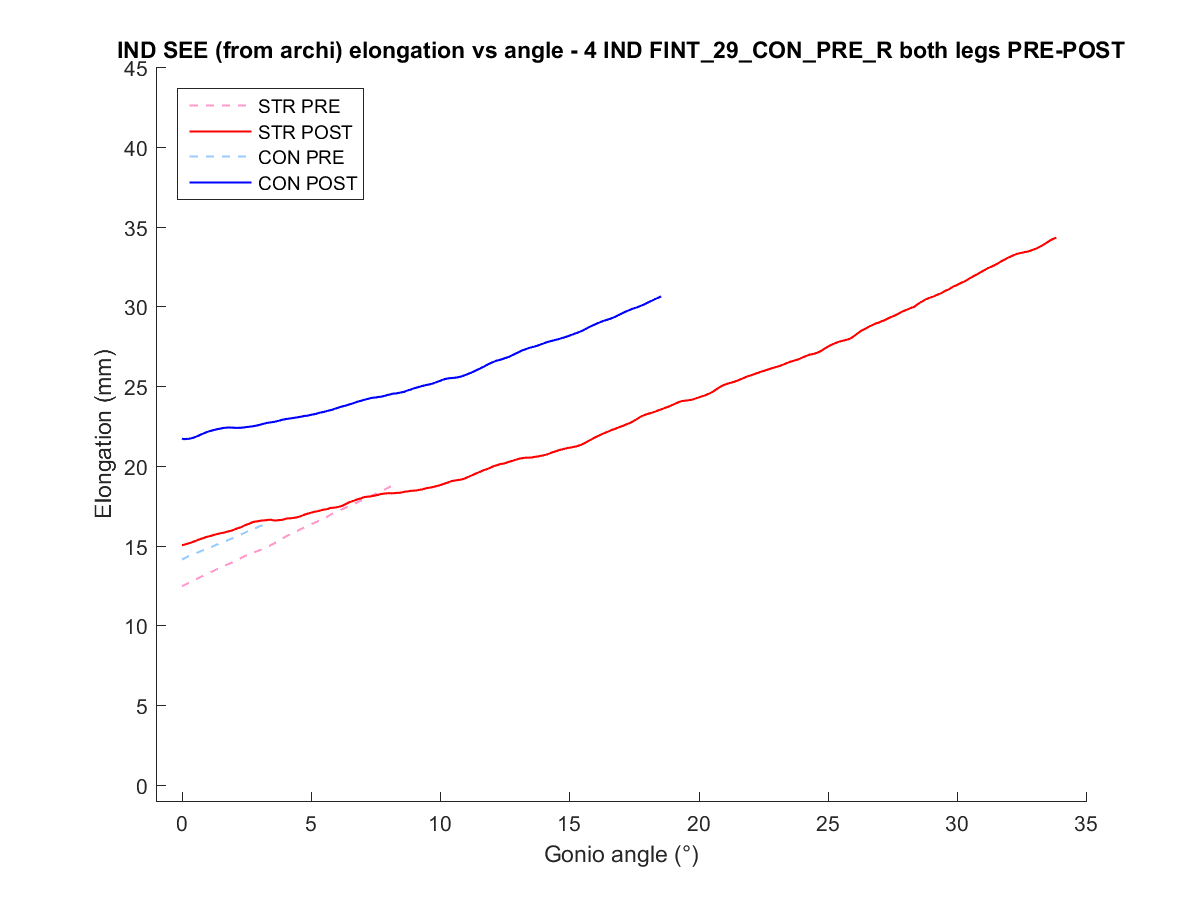 IND SEE (from archi) elongation vs angle - 4 IND FINT_29_CON_PRE_R both legs PRE-POST
45
40
35
30
25
20
15
10
5
0
Elongation (mm)
STR PRE
STR POST
CON PRE
CON POST
0 5 10 15 20 25 30 35
Gonio angle (°)